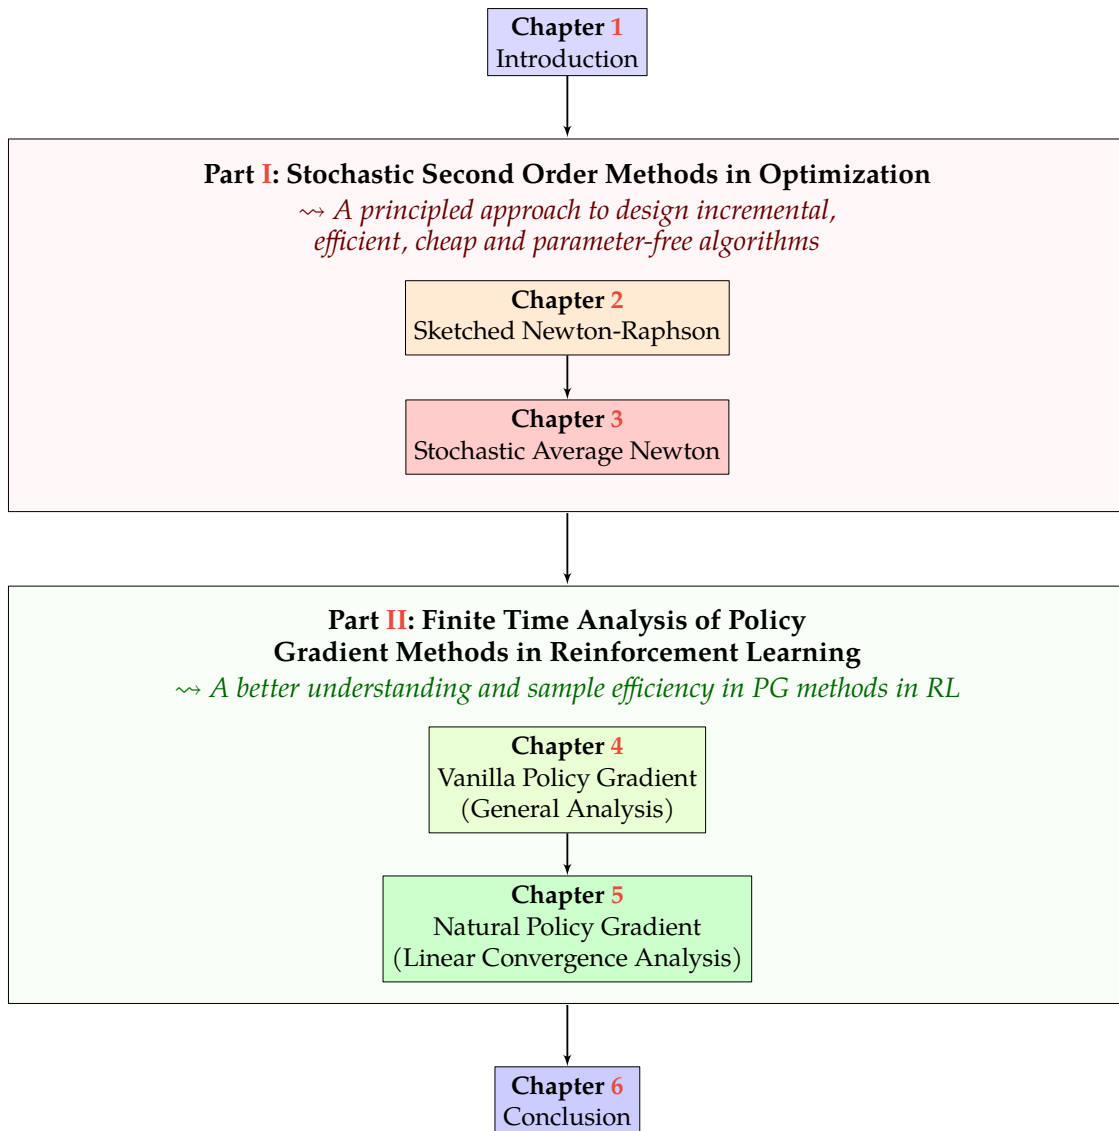 Chapter 1
Introduction
Part I: Stochastic Second Order Methods in Optimization
⇝ A principled approach to design incremental,
efficient, cheap and parameter-free algorithms
Chapter 2
Sketched Newton-Raphson
Chapter 3
Stochastic Average Newton
Part II: Finite Time Analysis of Policy
Gradient Methods in Reinforcement Learning
⇝ A better understanding and sample efficiency in PG methods in RL
Chapter 4
Vanilla Policy Gradient
(General Analysis)
Chapter 5
Natural Policy Gradient
(Linear Convergence Analysis)
Chapter 6
Conclusion